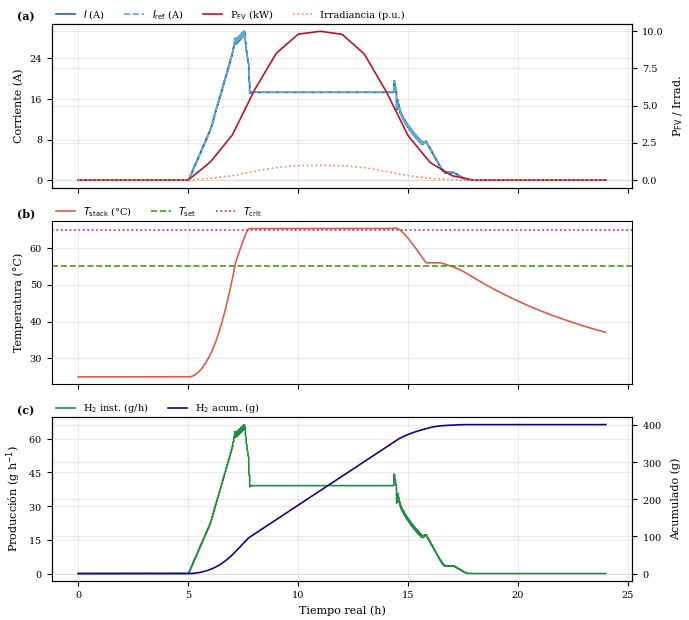 (a) I (A) I_ref (A) P_FV (kW) Irradiancia (p.u.)
Corriente (A)
24
16
8
0
10.0
7.5
5.0
2.5
0.0
P_FV / Irrad.
(b) T_stack (°C) T_set T_crit
Temperatura (°C)
60
50
40
30
(c) H₂ inst. (g/h) H₂ acum. (g)
Producción (g h⁻¹)
60
45
30
15
0
400
300
200
100
0
Acumulado (g)
0 5 10 15 20 25
Tiempo real (h)